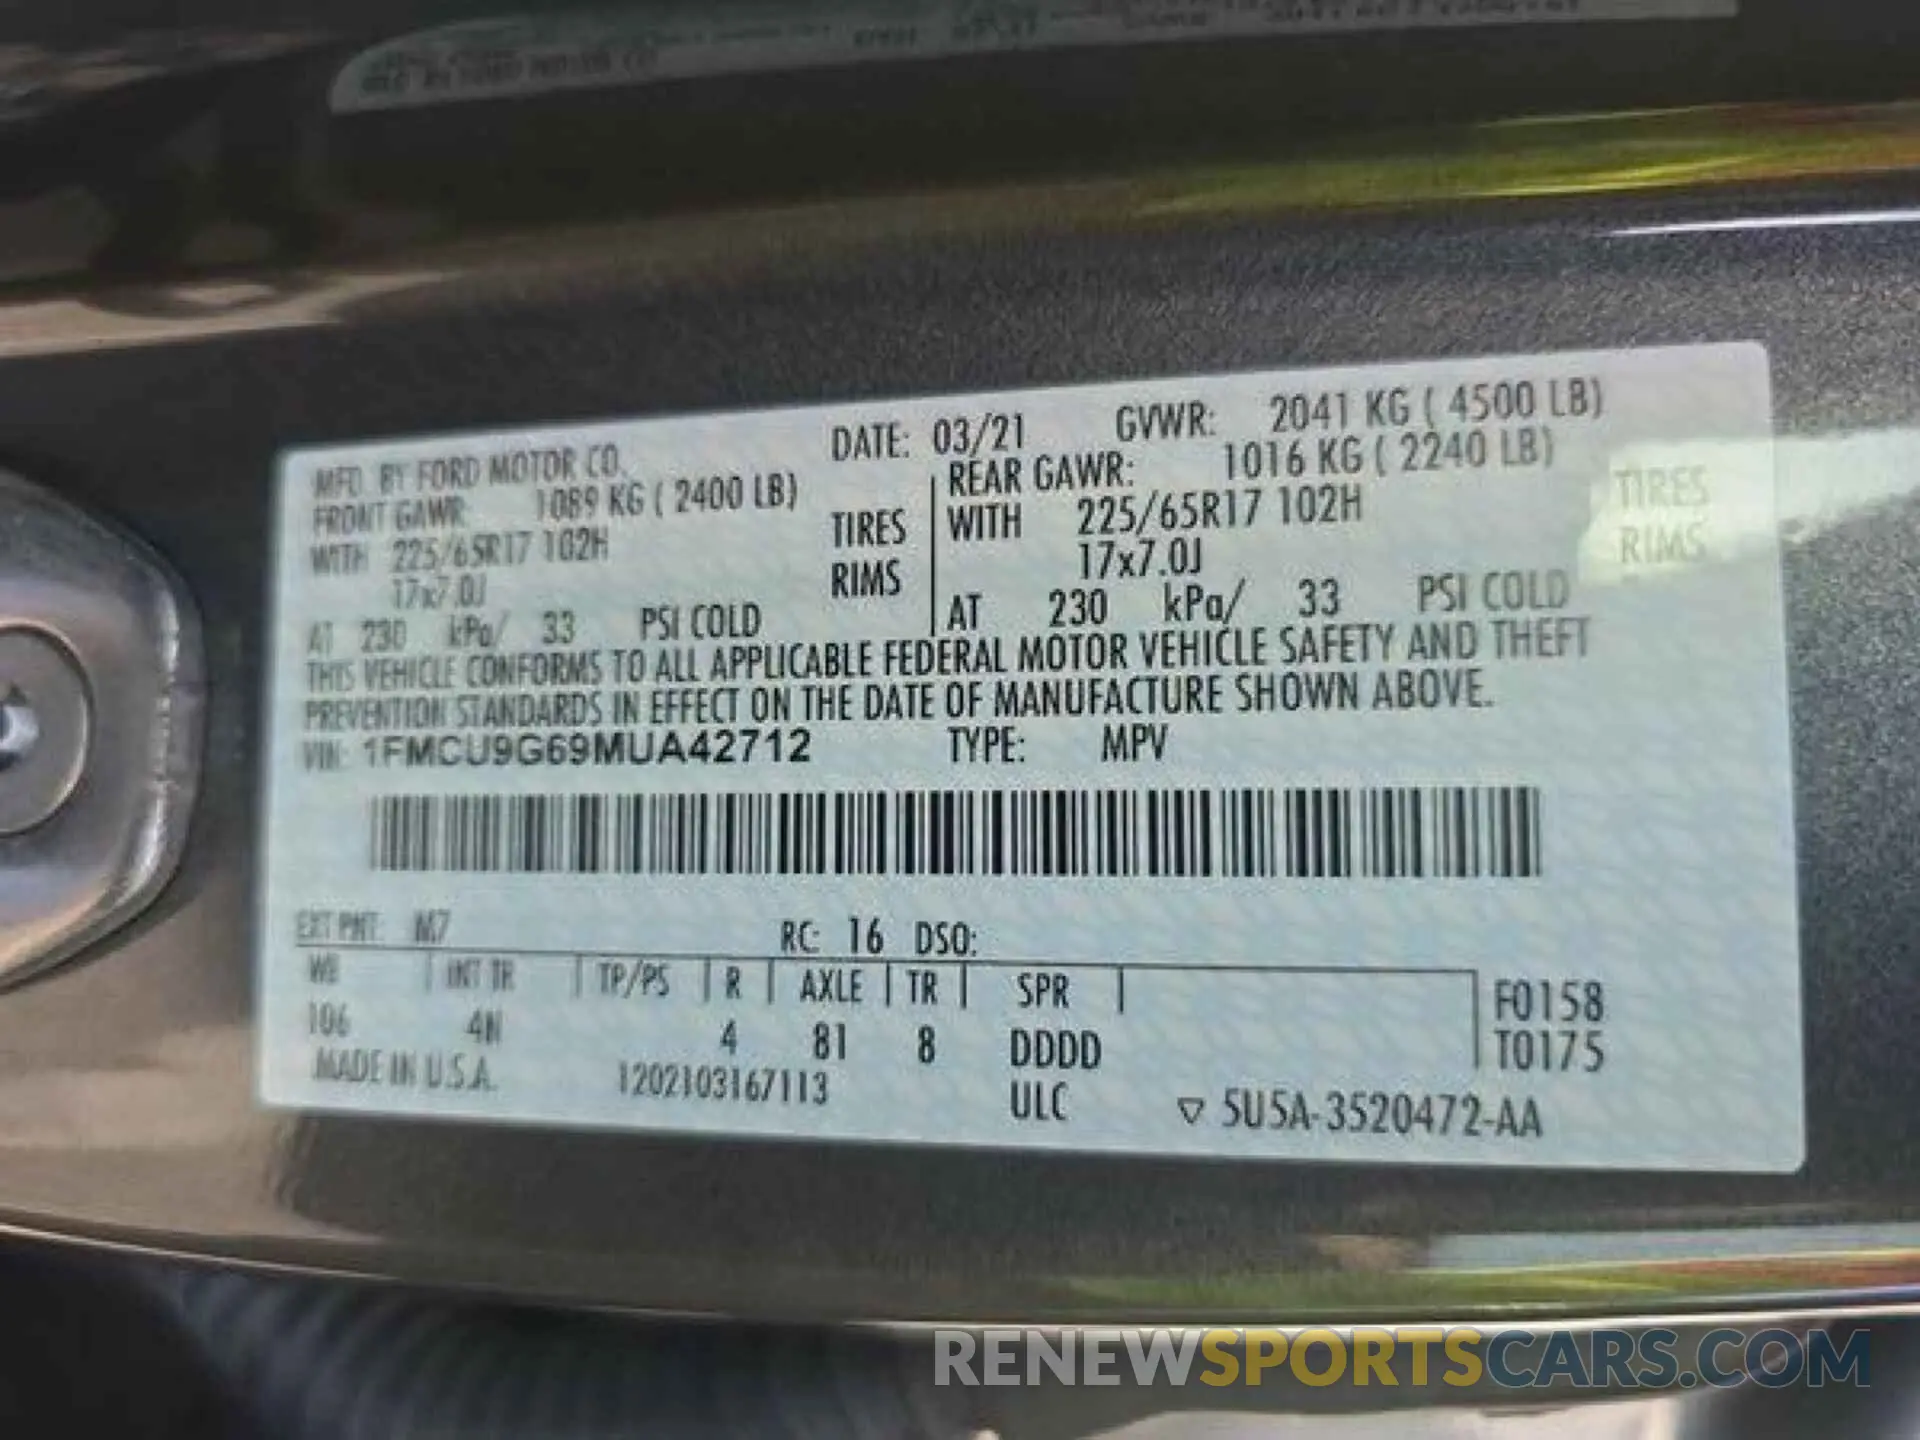 MFD. BY FORD MOTOR CO. DATE: 03/21 GVWR: 2041 KG ( 4500 LB)
FRONT GAWR: 1089 KG ( 2400 LB) REAR GAWR: 1016 KG ( 2240 LB)
WITH 225/65R17 102H TIRES WITH 225/65R17 102H TIRES
17x7.0J RIMS 17x7.0J RIMS
AT 230 kPa/ 33 PSI COLD AT 230 kPa/ 33 PSI COLD
THIS VEHICLE CONFORMS TO ALL APPLICABLE FEDERAL MOTOR VEHICLE SAFETY AND THEFT
PREVENTION STANDARDS IN EFFECT ON THE DATE OF MANUFACTURE SHOWN ABOVE.
VIN: 1FMCU9G69MUA42712 TYPE: MPV
EXT PNT: M7 RC: 16 DSO:
WB INT TR TP/PS R AXLE TR SPR F0158
106 4N 4 81 8 DDDD T0175
MADE IN U.S.A. 1202103167113 ULC ▽ 5U5A-3520472-AA
RENEWSPORTSCARS.COM